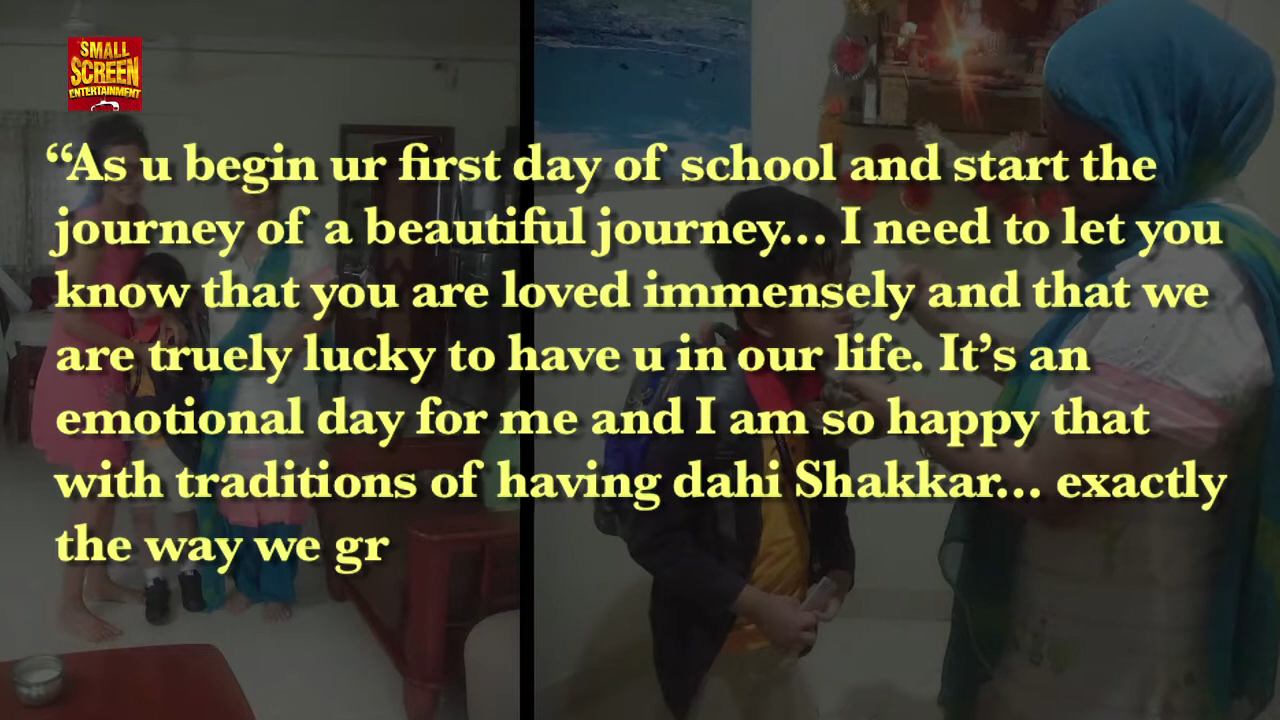 SMALL
SCREEN
ENTERTAINMENT
“As u begin ur first day of school and start the
journey of a beautiful journey... I need to let you
know that you are loved immensely and that we
are truely lucky to have u in our life. It’s an
emotional day for me and I am so happy that
with traditions of having dahi Shakkar... exactly
the way we gr